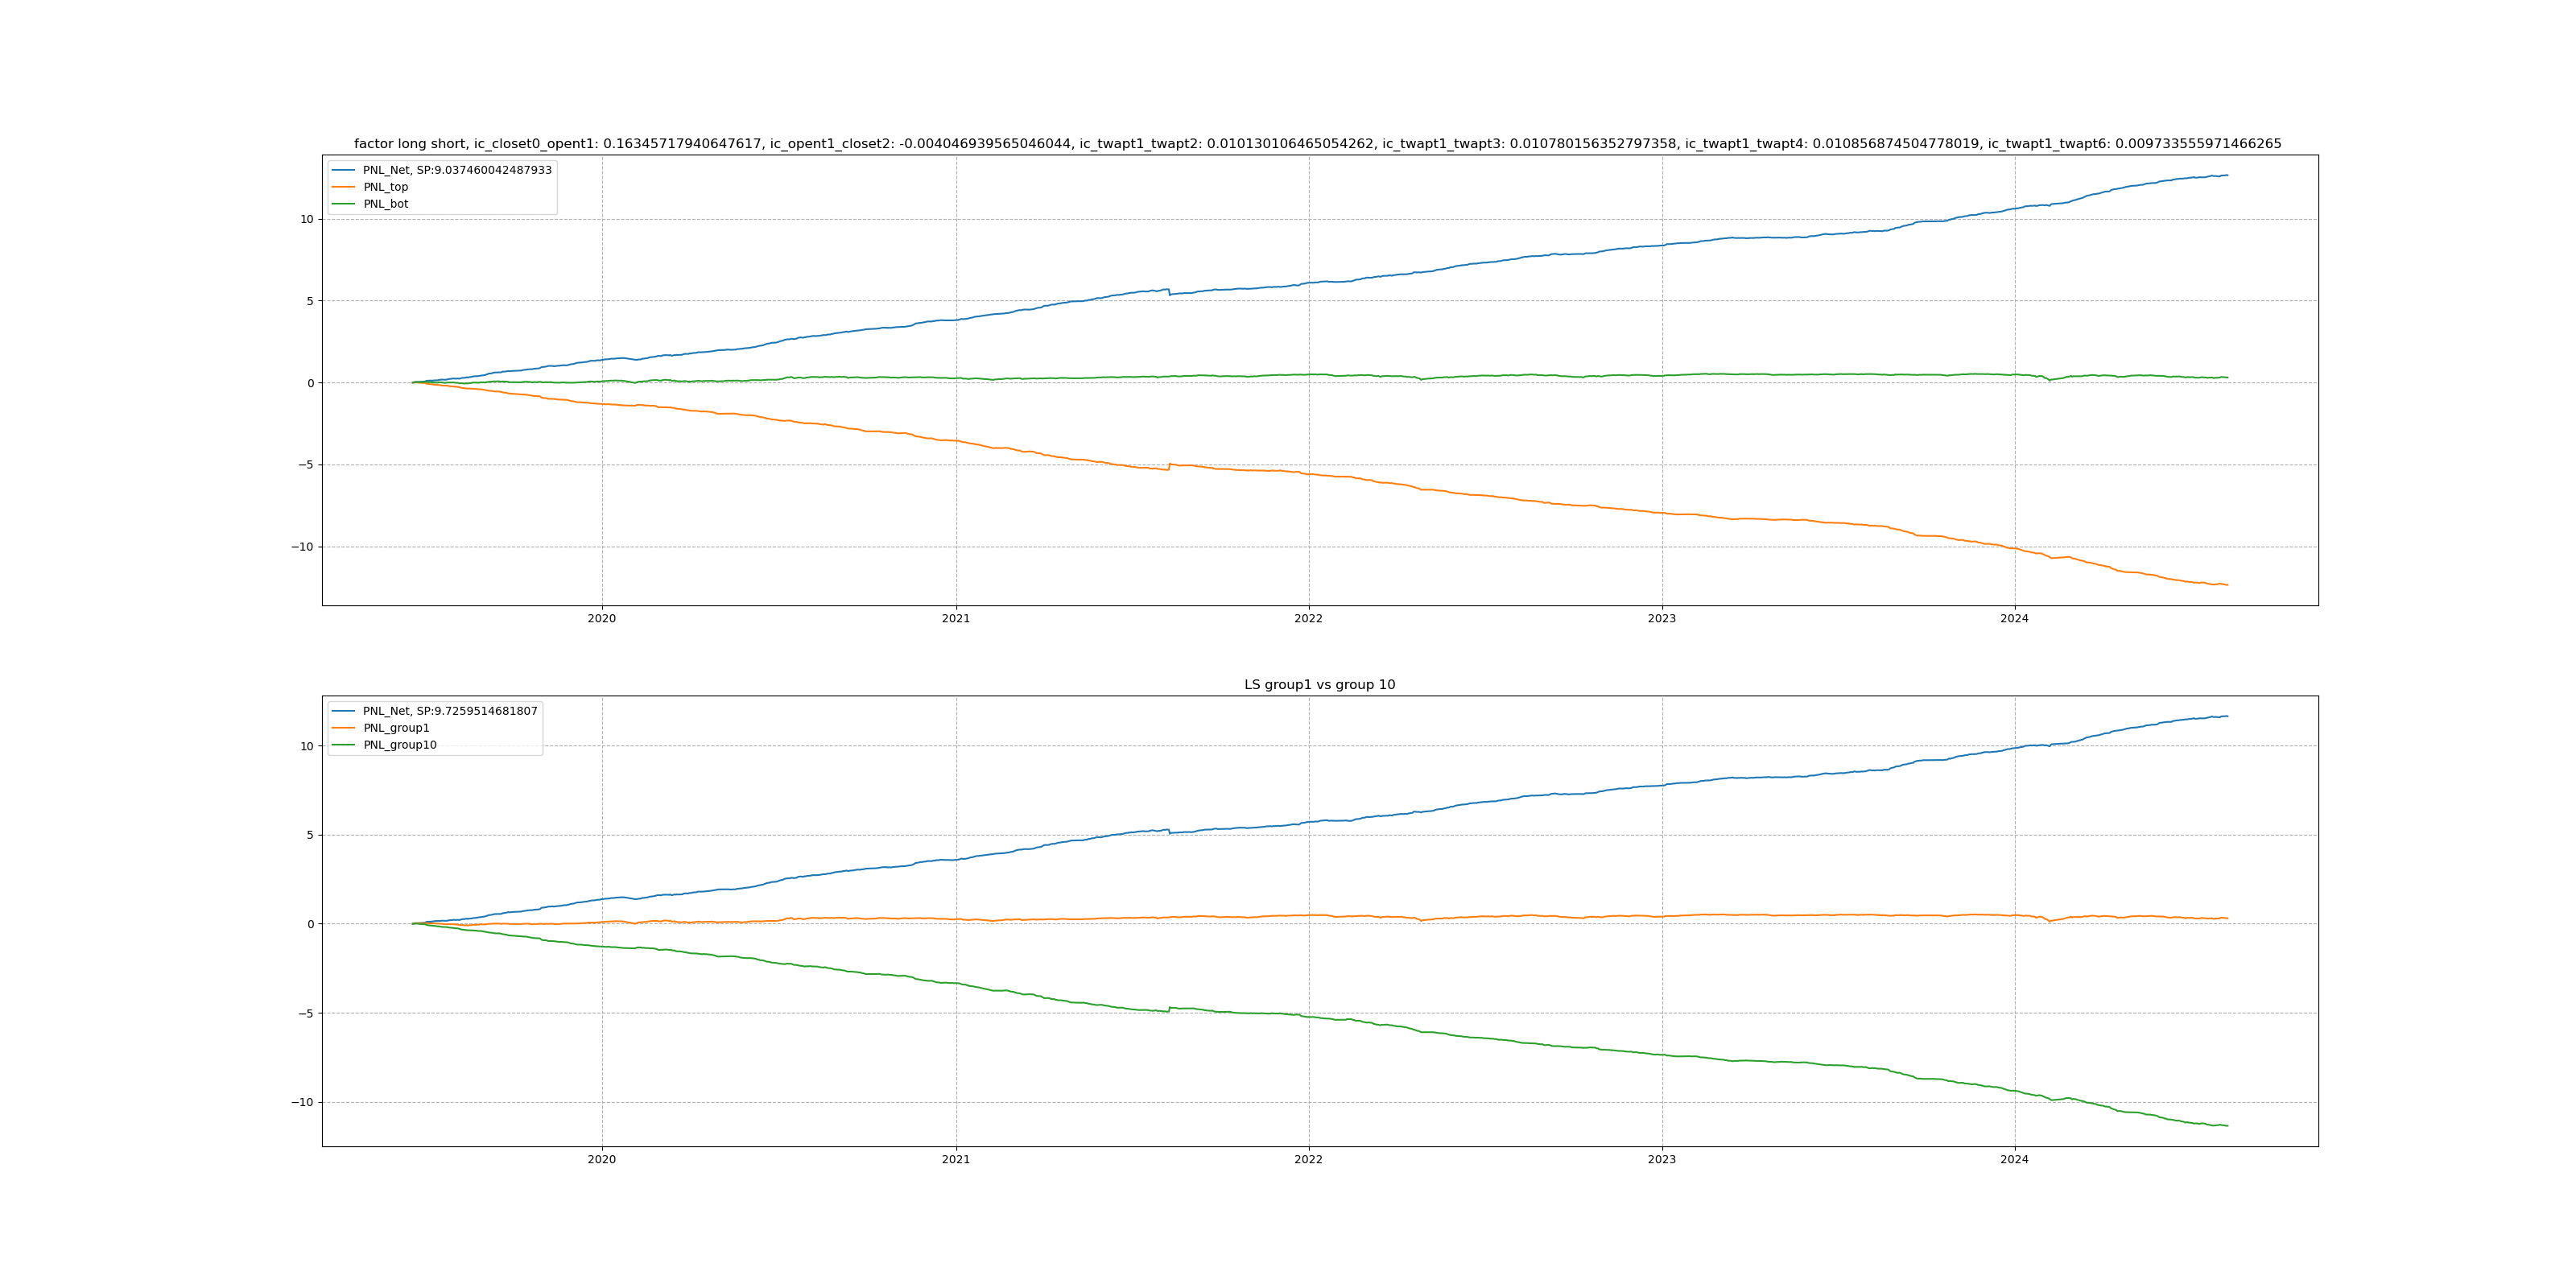 factor long short, ic_closet0_opent1: 0.16345717940647617, ic_opent1_closet2: -0.004046939565046044, ic_twapt1_twapt2: 0.010130106465054262, ic_twapt1_twapt3: 0.010780156352797358, ic_twapt1_twapt4: 0.010856874504778019, ic_twapt1_twapt6: 0.009733555971466265
PNL_Net, SP:9.037460042487933
PNL_top
PNL_bot
10
5
0
−5
−10
2020 2021 2022 2023 2024
LS group1 vs group 10
PNL_Net, SP:9.7259514681807
PNL_group1
PNL_group10
10
5
0
−5
−10
2020 2021 2022 2023 2024